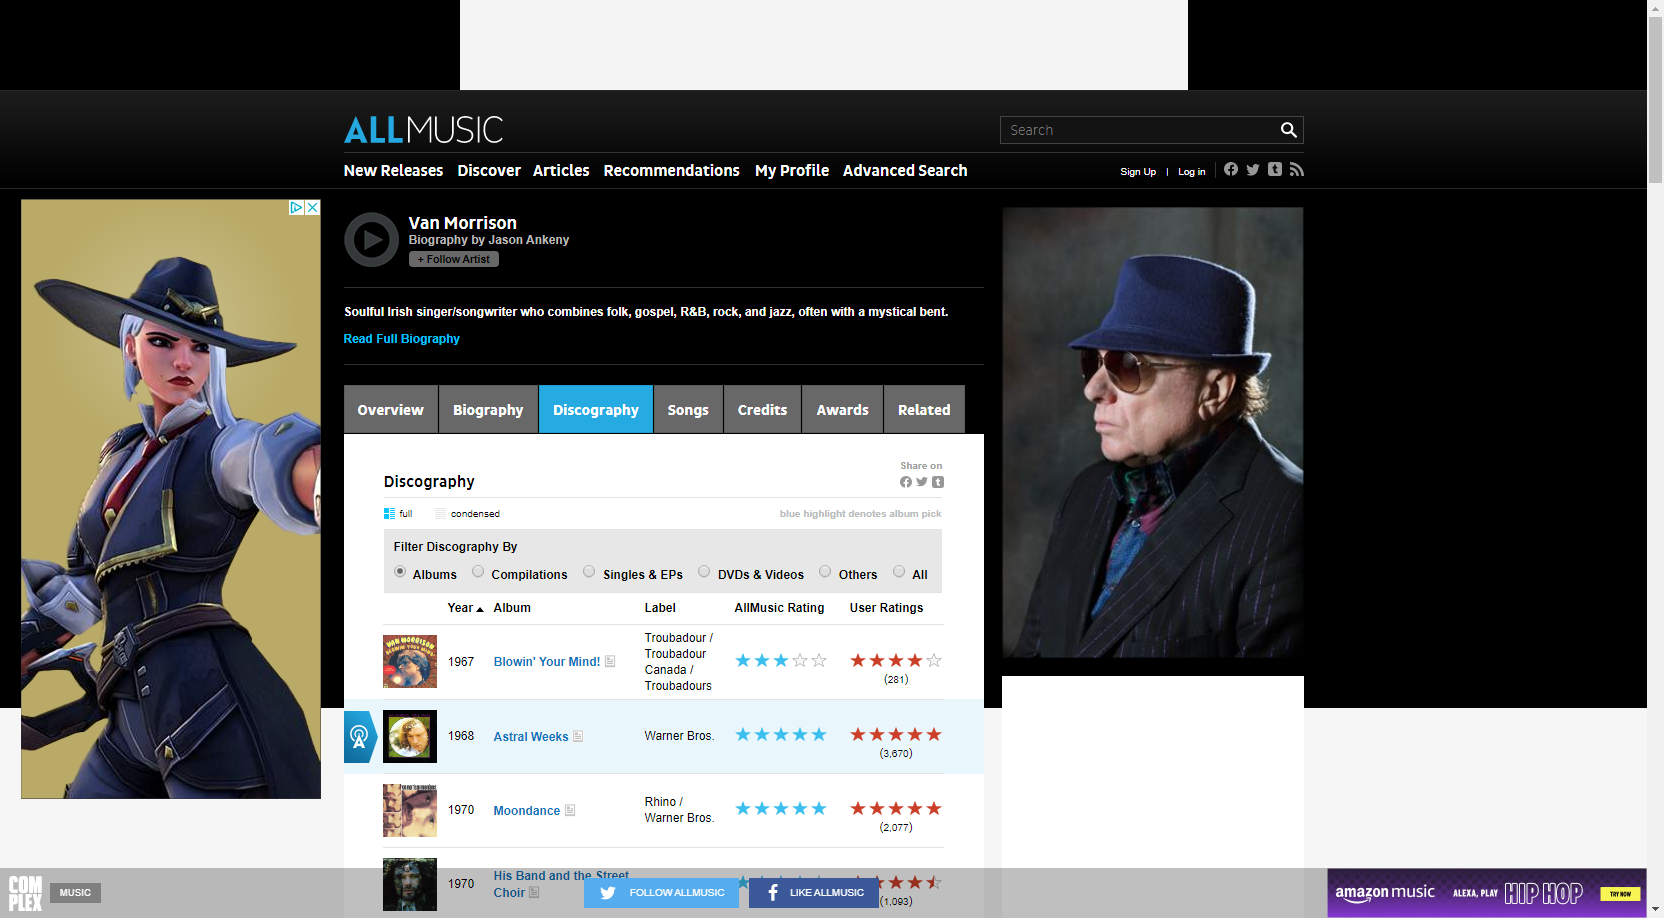 ALLMUSIC
Search
New Releases Discover Articles Recommendations My Profile Advanced Search
Sign Up | Log in
Van Morrison
Biography by Jason Ankeny
+ Follow Artist
Soulful Irish singer/songwriter who combines folk, gospel, R&B, rock, and jazz, often with a mystical bent.
Read Full Biography
Overview Biography Discography Songs Credits Awards Related
Share on
Discography
full condensed blue highlight denotes album pick
Filter Discography By
Albums Compilations Singles & EPs DVDs & Videos Others All
Year Album Label AllMusic Rating User Ratings
VAN MORRISON
BLOWIN' YOUR MIND!
1967 Blowin' Your Mind!
Troubadour /
Troubadour
Canada /
Troubadours
(281)
1968 Astral Weeks Warner Bros.
(3,670)
1970 Moondance
Rhino /
Warner Bros.
(2,077)
1970
His Band and the Street
Choir
(1,093)
COMPLEX
MUSIC
FOLLOW ALLMUSIC
LIKE ALLMUSIC
amazon music ALEXA, PLAY HIP HOP TRY NOW